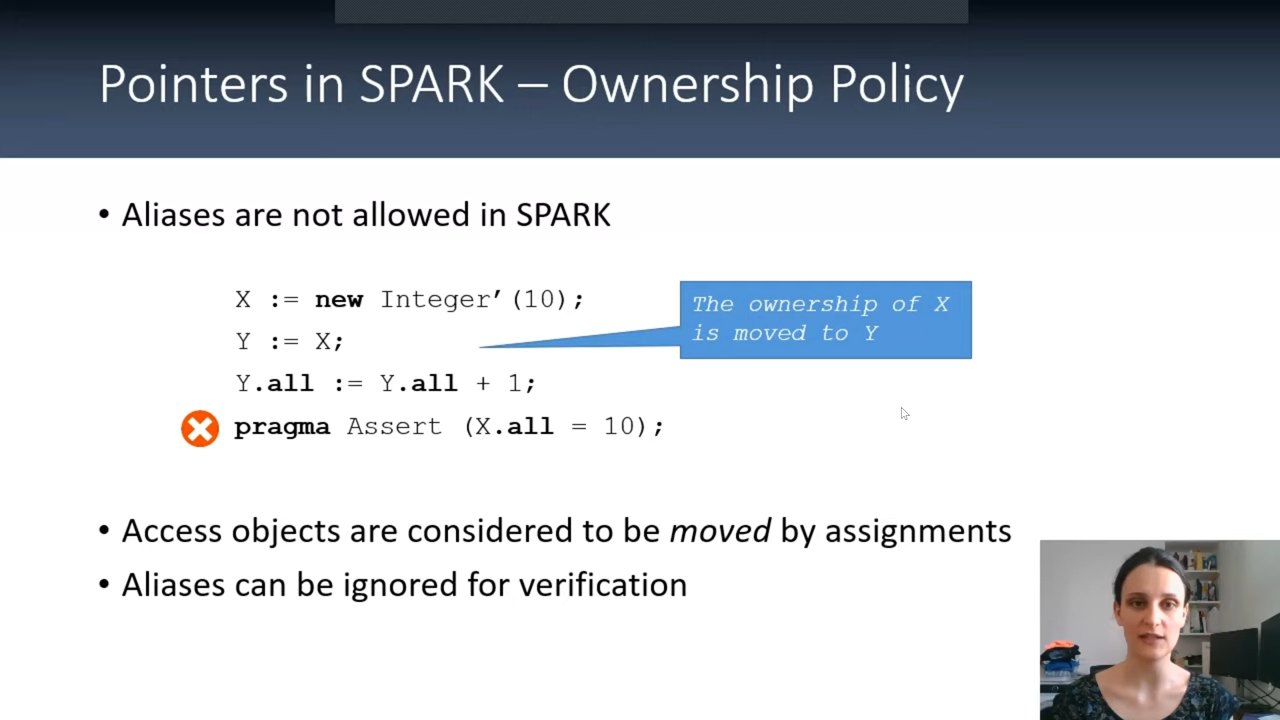 Pointers in SPARK – Ownership Policy
• Aliases are not allowed in SPARK
X := new Integer’(10);
The ownership of X
is moved to Y
Y := X;
Y.all := Y.all + 1;
pragma Assert (X.all = 10);
• Access objects are considered to be moved by assignments
• Aliases can be ignored for verification